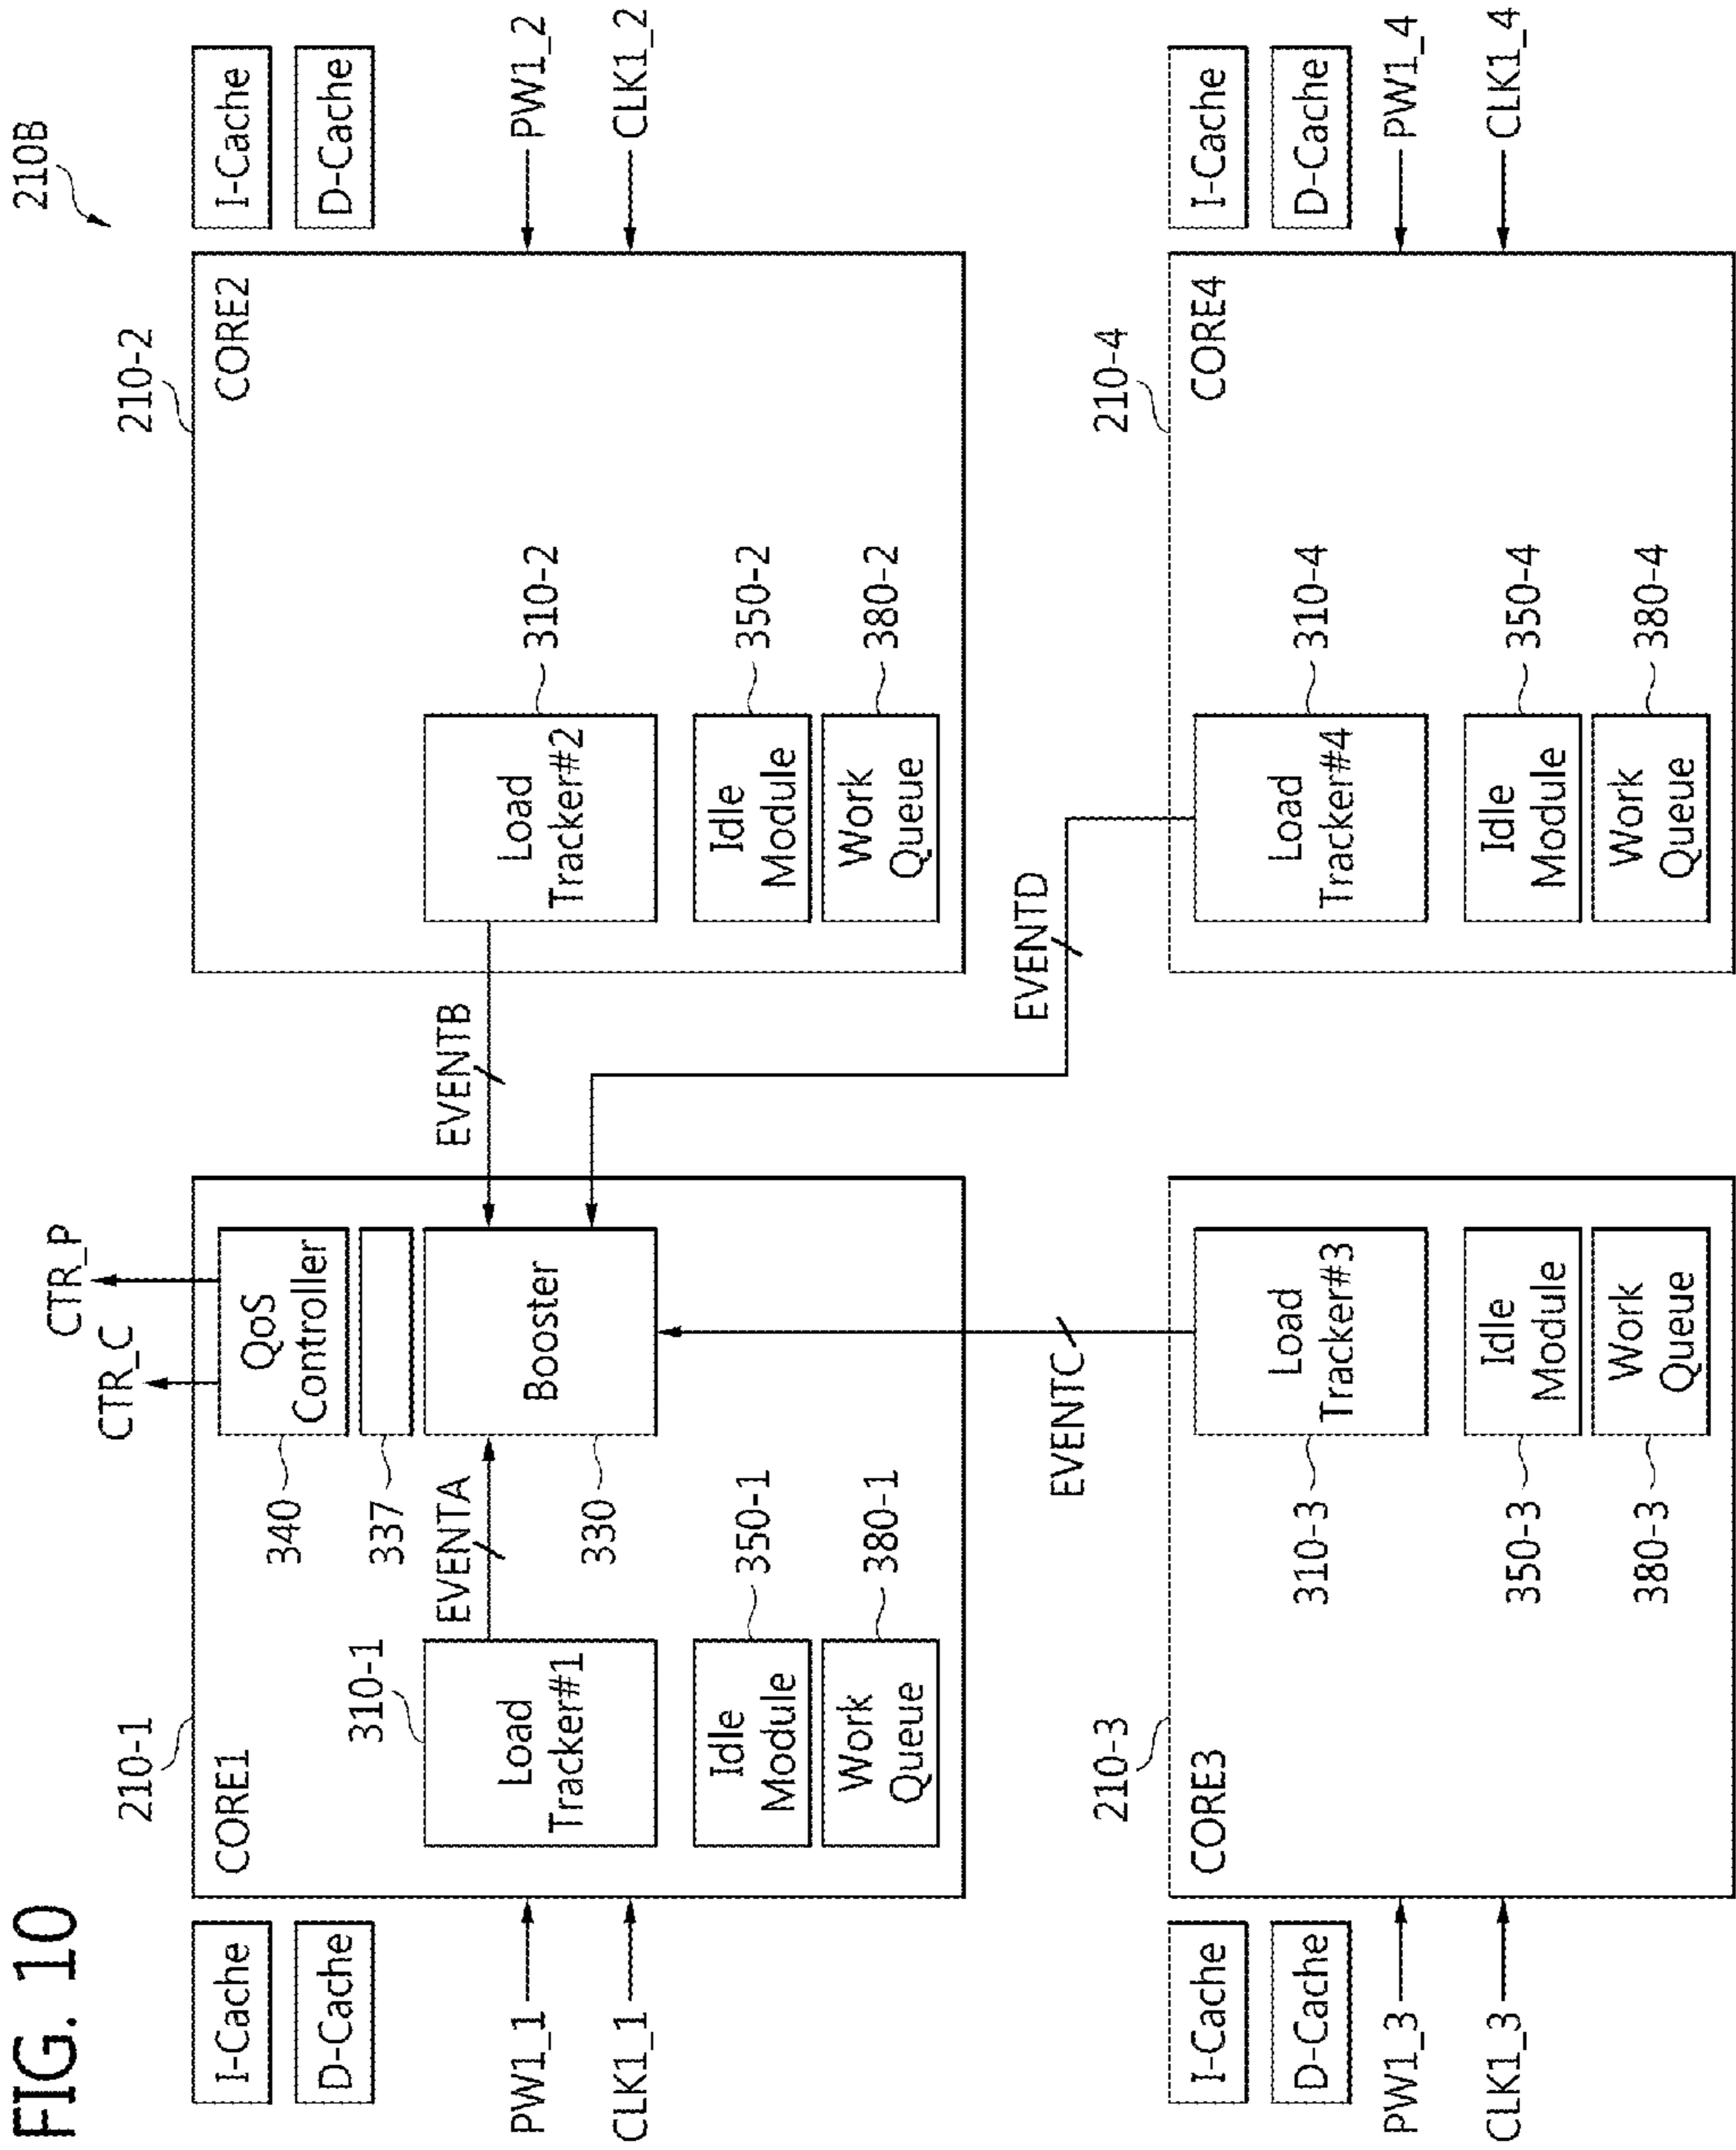 FIG. 10
210B
I-Cache
D-Cache
PW1_1
CLK1_1
210-1
CORE1
CTR_C
CTR_P
340
QoS
Controller
337
310-1
Load
Tracker#1
EVENTA
330
Booster
350-1
Idle
Module
380-1
Work
Queue
EVENTB
210-2
CORE2
I-Cache
D-Cache
PW1_2
CLK1_2
Load
Tracker#2
310-2
Idle
Module
350-2
Work
Queue
380-2
EVENTC
EVENTD
I-Cache
D-Cache
PW1_3
CLK1_3
210-3
CORE3
310-3
Load
Tracker#3
350-3
Idle
Module
380-3
Work
Queue
210-4
CORE4
I-Cache
D-Cache
PW1_4
CLK1_4
Load
Tracker#4
310-4
Idle
Module
350-4
Work
Queue
380-4